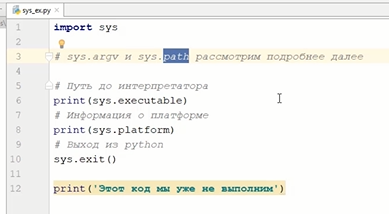 sys_ex.py
1 import sys
2
3 # sys.argv и sys.path рассмотрим подробнее далее
4
5 # Путь до интерпретатора
6 print(sys.executable)
7 # Информация о платформе
8 print(sys.platform)
9 # Выход из python
10 sys.exit()
11
12 print('Этот код мы уже не выполним')